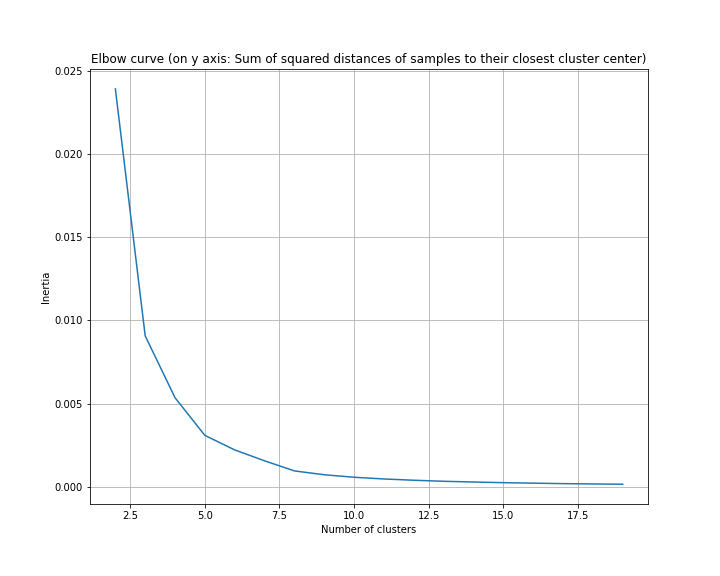 Elbow curve (on y axis: Sum of squared distances of samples to their closest cluster center)
0.025
0.020
0.015
0.010
0.005
0.000
Inertia
2.5 5.0 7.5 10.0 12.5 15.0 17.5
Number of clusters